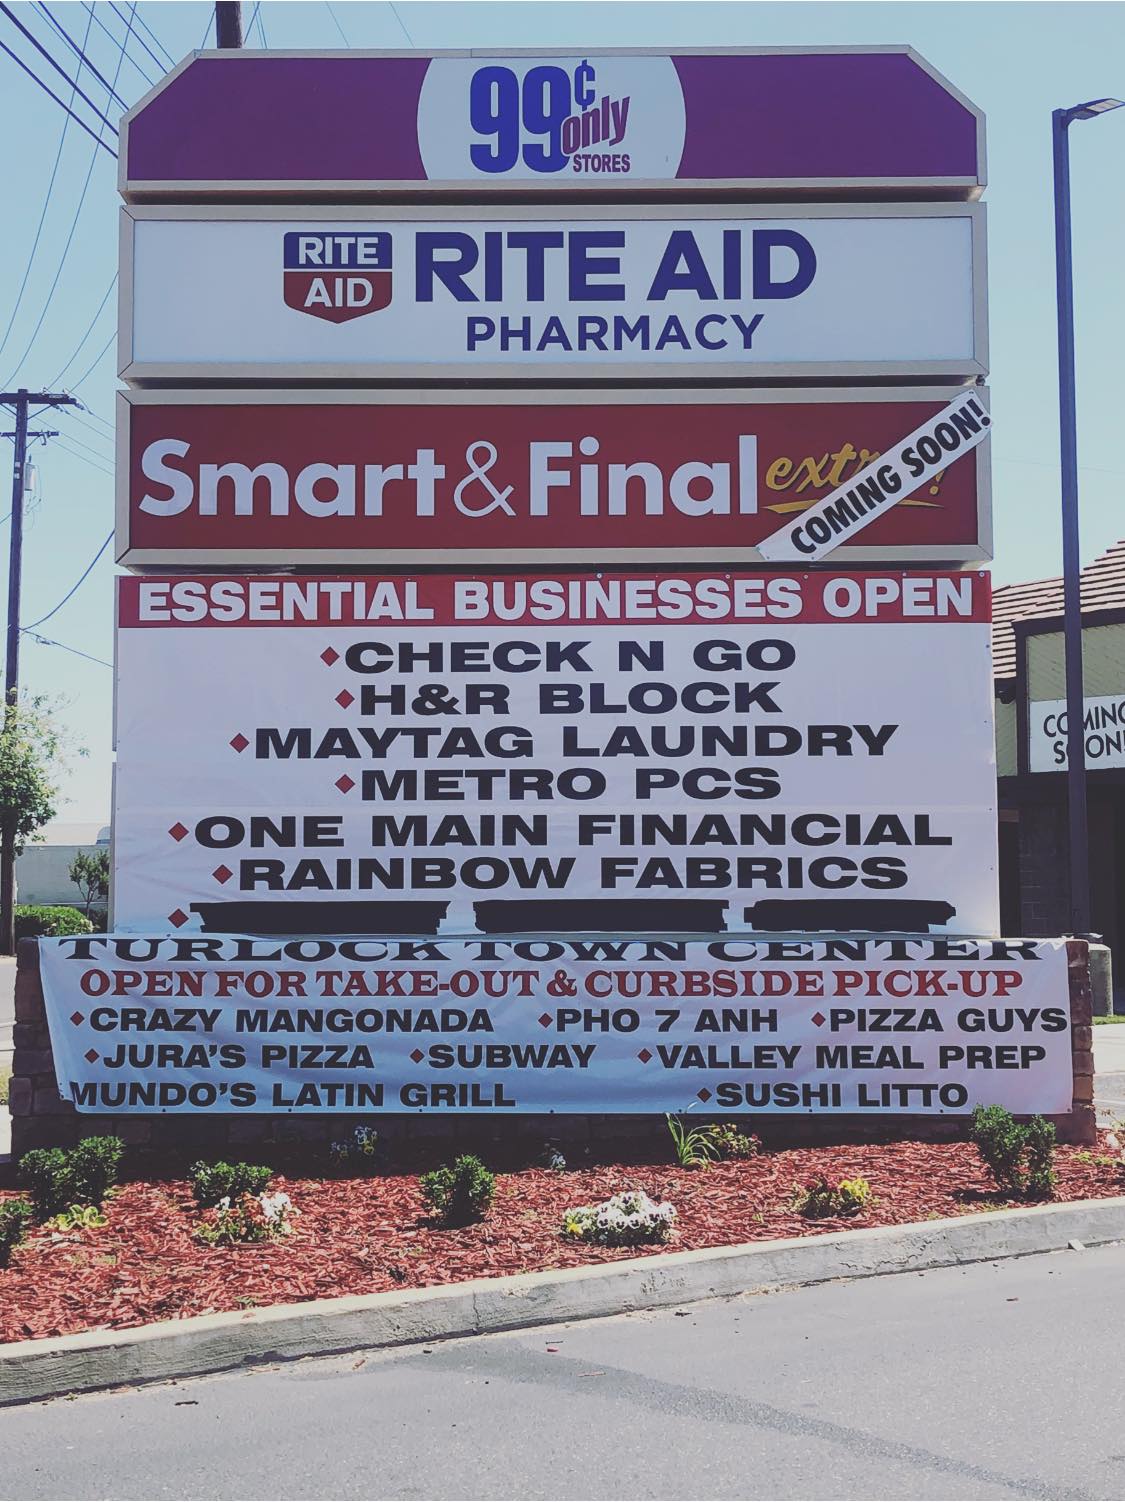 99¢ only
STORES
RITE
AID
RITE AID
PHARMACY
Smart&Final
COMING SOON!
ESSENTIAL BUSINESSES OPEN
•CHECK N GO
•H&R BLOCK
•MAYTAG LAUNDRY
•METRO PCS
•ONE MAIN FINANCIAL
•RAINBOW FABRICS
TURLOCK TOWN CENTER
OPEN FOR TAKE-OUT & CURBSIDE PICK-UP
•CRAZY MANGONADA •PHO 7 ANH •PIZZA GUYS
•JURA'S PIZZA •SUBWAY •VALLEY MEAL PREP
MUNDO'S LATIN GRILL •SUSHI LITTO
COMING
SOON!